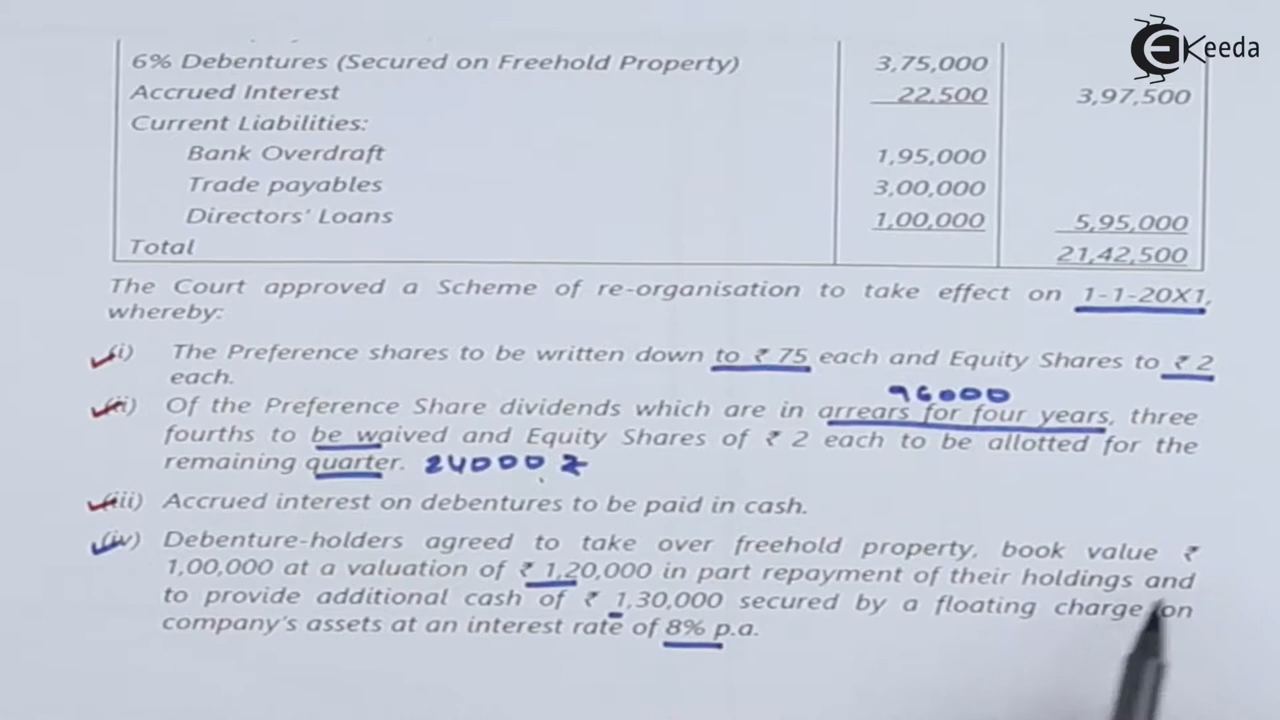 EKeeda
6% Debentures (Secured on Freehold Property) 3,75,000
Accrued Interest 22,500 3,97,500
Current Liabilities:
Bank Overdraft 1,95,000
Trade payables 3,00,000
Directors' Loans 1,00,000 5,95,000
Total 21,42,500
The Court approved a Scheme of re-organisation to take effect on 1-1-20X1,
whereby:
(i) The Preference shares to be written down to ₹ 75 each and Equity Shares to ₹ 2
each.
96000
(ii) Of the Preference Share dividends which are in arrears for four years, three
fourths to be waived and Equity Shares of ₹ 2 each to be allotted for the
remaining quarter. 24000 ₹
(iii) Accrued interest on debentures to be paid in cash.
(iv) Debenture-holders agreed to take over freehold property, book value ₹
1,00,000 at a valuation of ₹ 1,20,000 in part repayment of their holdings and
to provide additional cash of ₹ 1,30,000 secured by a floating charge on
company's assets at an interest rate of 8% p.a.